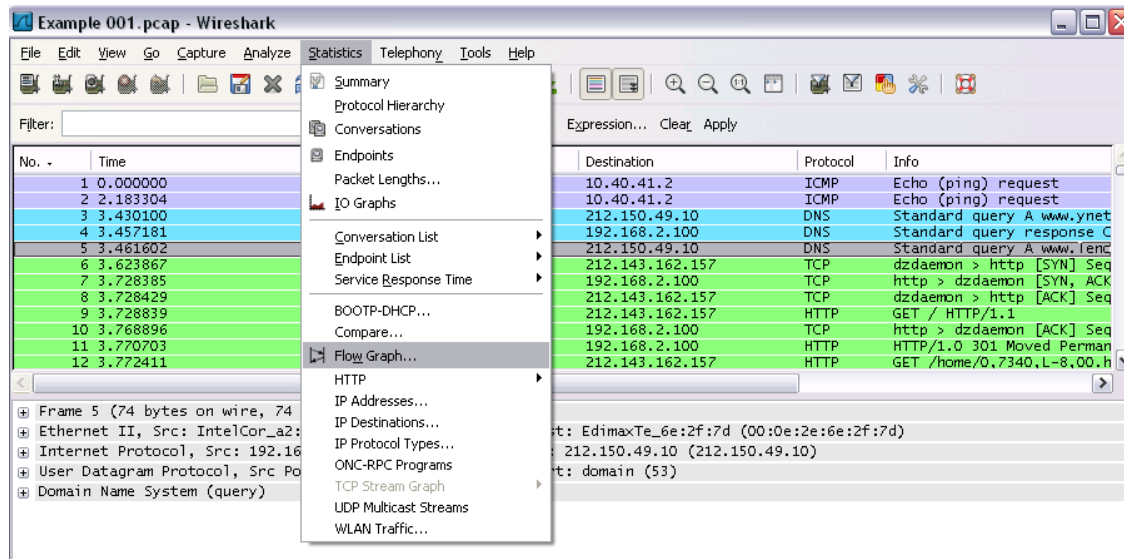 Example 001.pcap - Wireshark
File Edit View Go Capture Analyze Statistics Telephony Tools Help
Filter: Expression... Clear Apply
Summary
Protocol Hierarchy
Conversations
Endpoints
Packet Lengths...
IO Graphs
Conversation List
Endpoint List
Service Response Time
BOOTP-DHCP...
Compare...
Flow Graph...
HTTP
IP Addresses...
IP Destinations...
IP Protocol Types...
ONC-RPC Programs
TCP Stream Graph
UDP Multicast Streams
WLAN Traffic...
No. Time Destination Protocol Info
1 0.000000 10.40.41.2 ICMP Echo (ping) request
2 2.183304 10.40.41.2 ICMP Echo (ping) request
3 3.430100 212.150.49.10 DNS Standard query A www.ynet
4 3.457181 192.168.2.100 DNS Standard query response C
5 3.461602 212.150.49.10 DNS Standard query A
6 3.623867 212.143.162.157 TCP dzdaemon > http [SYN] Seq
7 3.728385 192.168.2.100 TCP http > dzdaemon [SYN, ACK
8 3.728429 212.143.162.157 TCP dzdaemon > http [ACK] Seq
9 3.728839 212.143.162.157 HTTP GET / HTTP/1.1
10 3.768896 192.168.2.100 TCP http > dzdaemon [ACK] Seq
11 3.770703 192.168.2.100 HTTP HTTP/1.0 301 Moved Perman
12 3.772411 212.143.162.157 HTTP GET /home/0,7340,L-8,00.h
Frame 5 (74 bytes on wire, 74
Ethernet II, Src: IntelCor_a2: st: EdimaxTe_6e:2f:7d (00:0e:2e:6e:2f:7d)
Internet Protocol, Src: 192.16 : 212.150.49.10 (212.150.49.10)
User Datagram Protocol, Src Po t: domain (53)
Domain Name System (query)